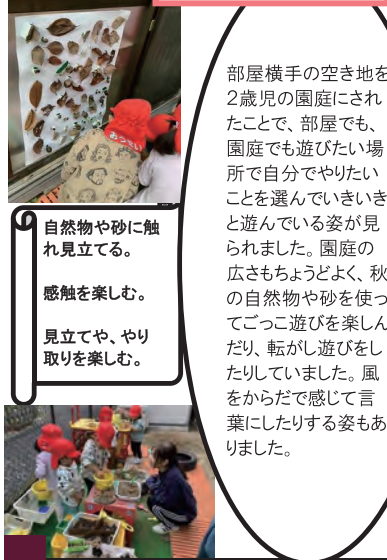 自然物や砂に触
れ見立てる。
感触を楽しむ。
見立てや、やり
取りを楽しむ。
部屋横手の空き地を
2歳児の園庭にされ
たことで、部屋でも、
園庭でも遊びたい場
所で自分でやりたい
ことを選んでいきいき
と遊んでいる姿が見
られました。園庭の
広さもちょうどよく、秋
の自然物や砂を使っ
てごっこ遊びを楽しん
だり、転がし遊びをし
たりしていました。風
をからだで感じて言
葉にしたりする姿もあ
りました。